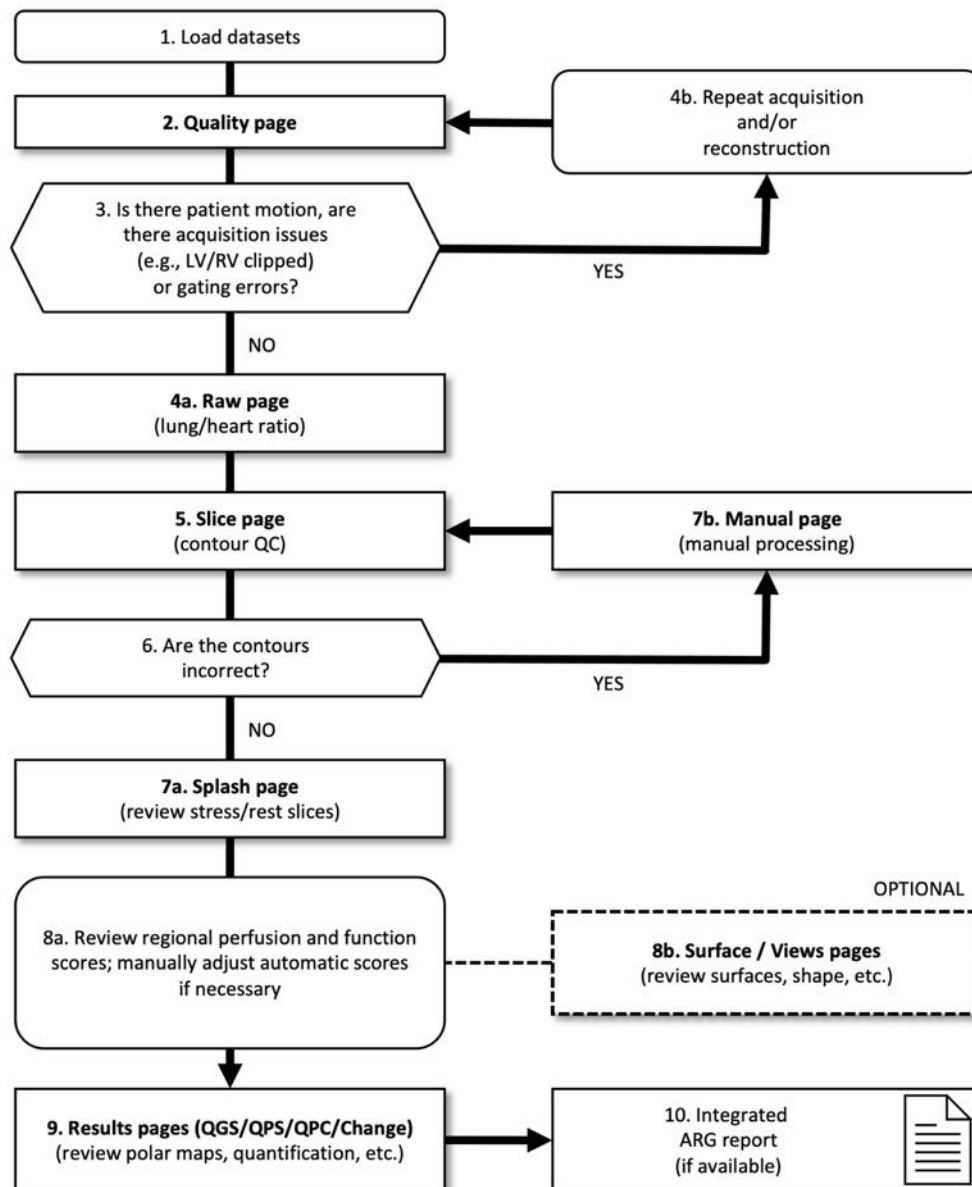 1. Load datasets
2. Quality page
4b. Repeat acquisition
and/or
reconstruction
3. Is there patient motion, are
there acquisition issues
(e.g., LV/RV clipped)
or gating errors?
YES
NO
4a. Raw page
(lung/heart ratio)
5. Slice page
(contour QC)
7b. Manual page
(manual processing)
6. Are the contours
incorrect?
YES
NO
7a. Splash page
(review stress/rest slices)
OPTIONAL
8a. Review regional perfusion and function
scores; manually adjust automatic scores
if necessary
8b. Surface / Views pages
(review surfaces, shape, etc.)
9. Results pages (QGS/QPS/QPC/Change)
(review polar maps, quantification, etc.)
10. Integrated
ARG report
(if available)